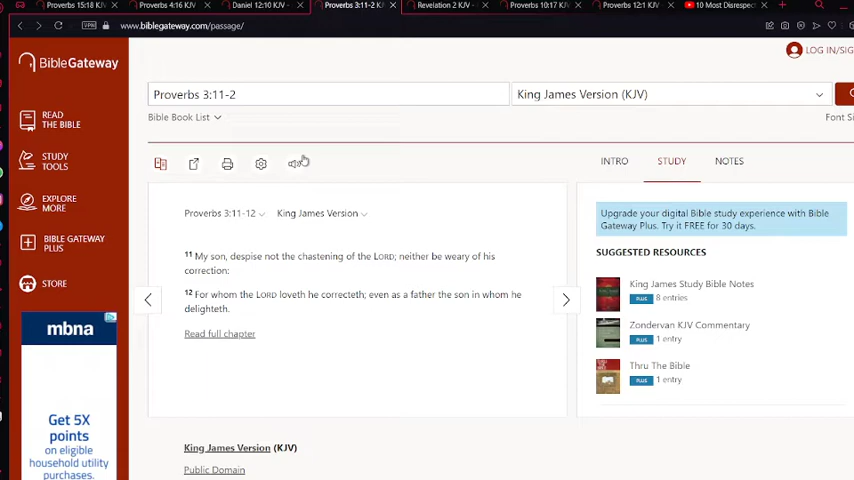 Proverbs 15:18 KJV -
Proverbs 4:16 KJV -
Daniel 12:10 KJV -
Proverbs 3:11-2 KJ
Revelation 2 KJV -
Proverbs 10:17 KJV
Proverbs 12:1 KJV -
10 Most Disrespect
VPN
www.biblegateway.com/passage/
BibleGateway
LOG IN/SIG
Proverbs 3:11-2
King James Version (KJV)
Bible Book List
Font Si
READ
THE BIBLE
STUDY
TOOLS
EXPLORE
MORE
BIBLE GATEWAY
PLUS
STORE
INTRO
STUDY
NOTES
Proverbs 3:11-12
King James Version
11 My son, despise not the chastening of the LORD; neither be weary of his
correction:
12 For whom the LORD loveth he correcteth; even as a father the son in whom he
delighteth.
Read full chapter
King James Version (KJV)
Public Domain
Upgrade your digital Bible study experience with Bible
Gateway Plus. Try it FREE for 30 days.
SUGGESTED RESOURCES
King James Study Bible Notes
PLUS 8 entries
Zondervan KJV Commentary
PLUS 1 entry
Thru The Bible
PLUS 1 entry
mbna
Get 5X
points
on eligible
household utility
purchases.